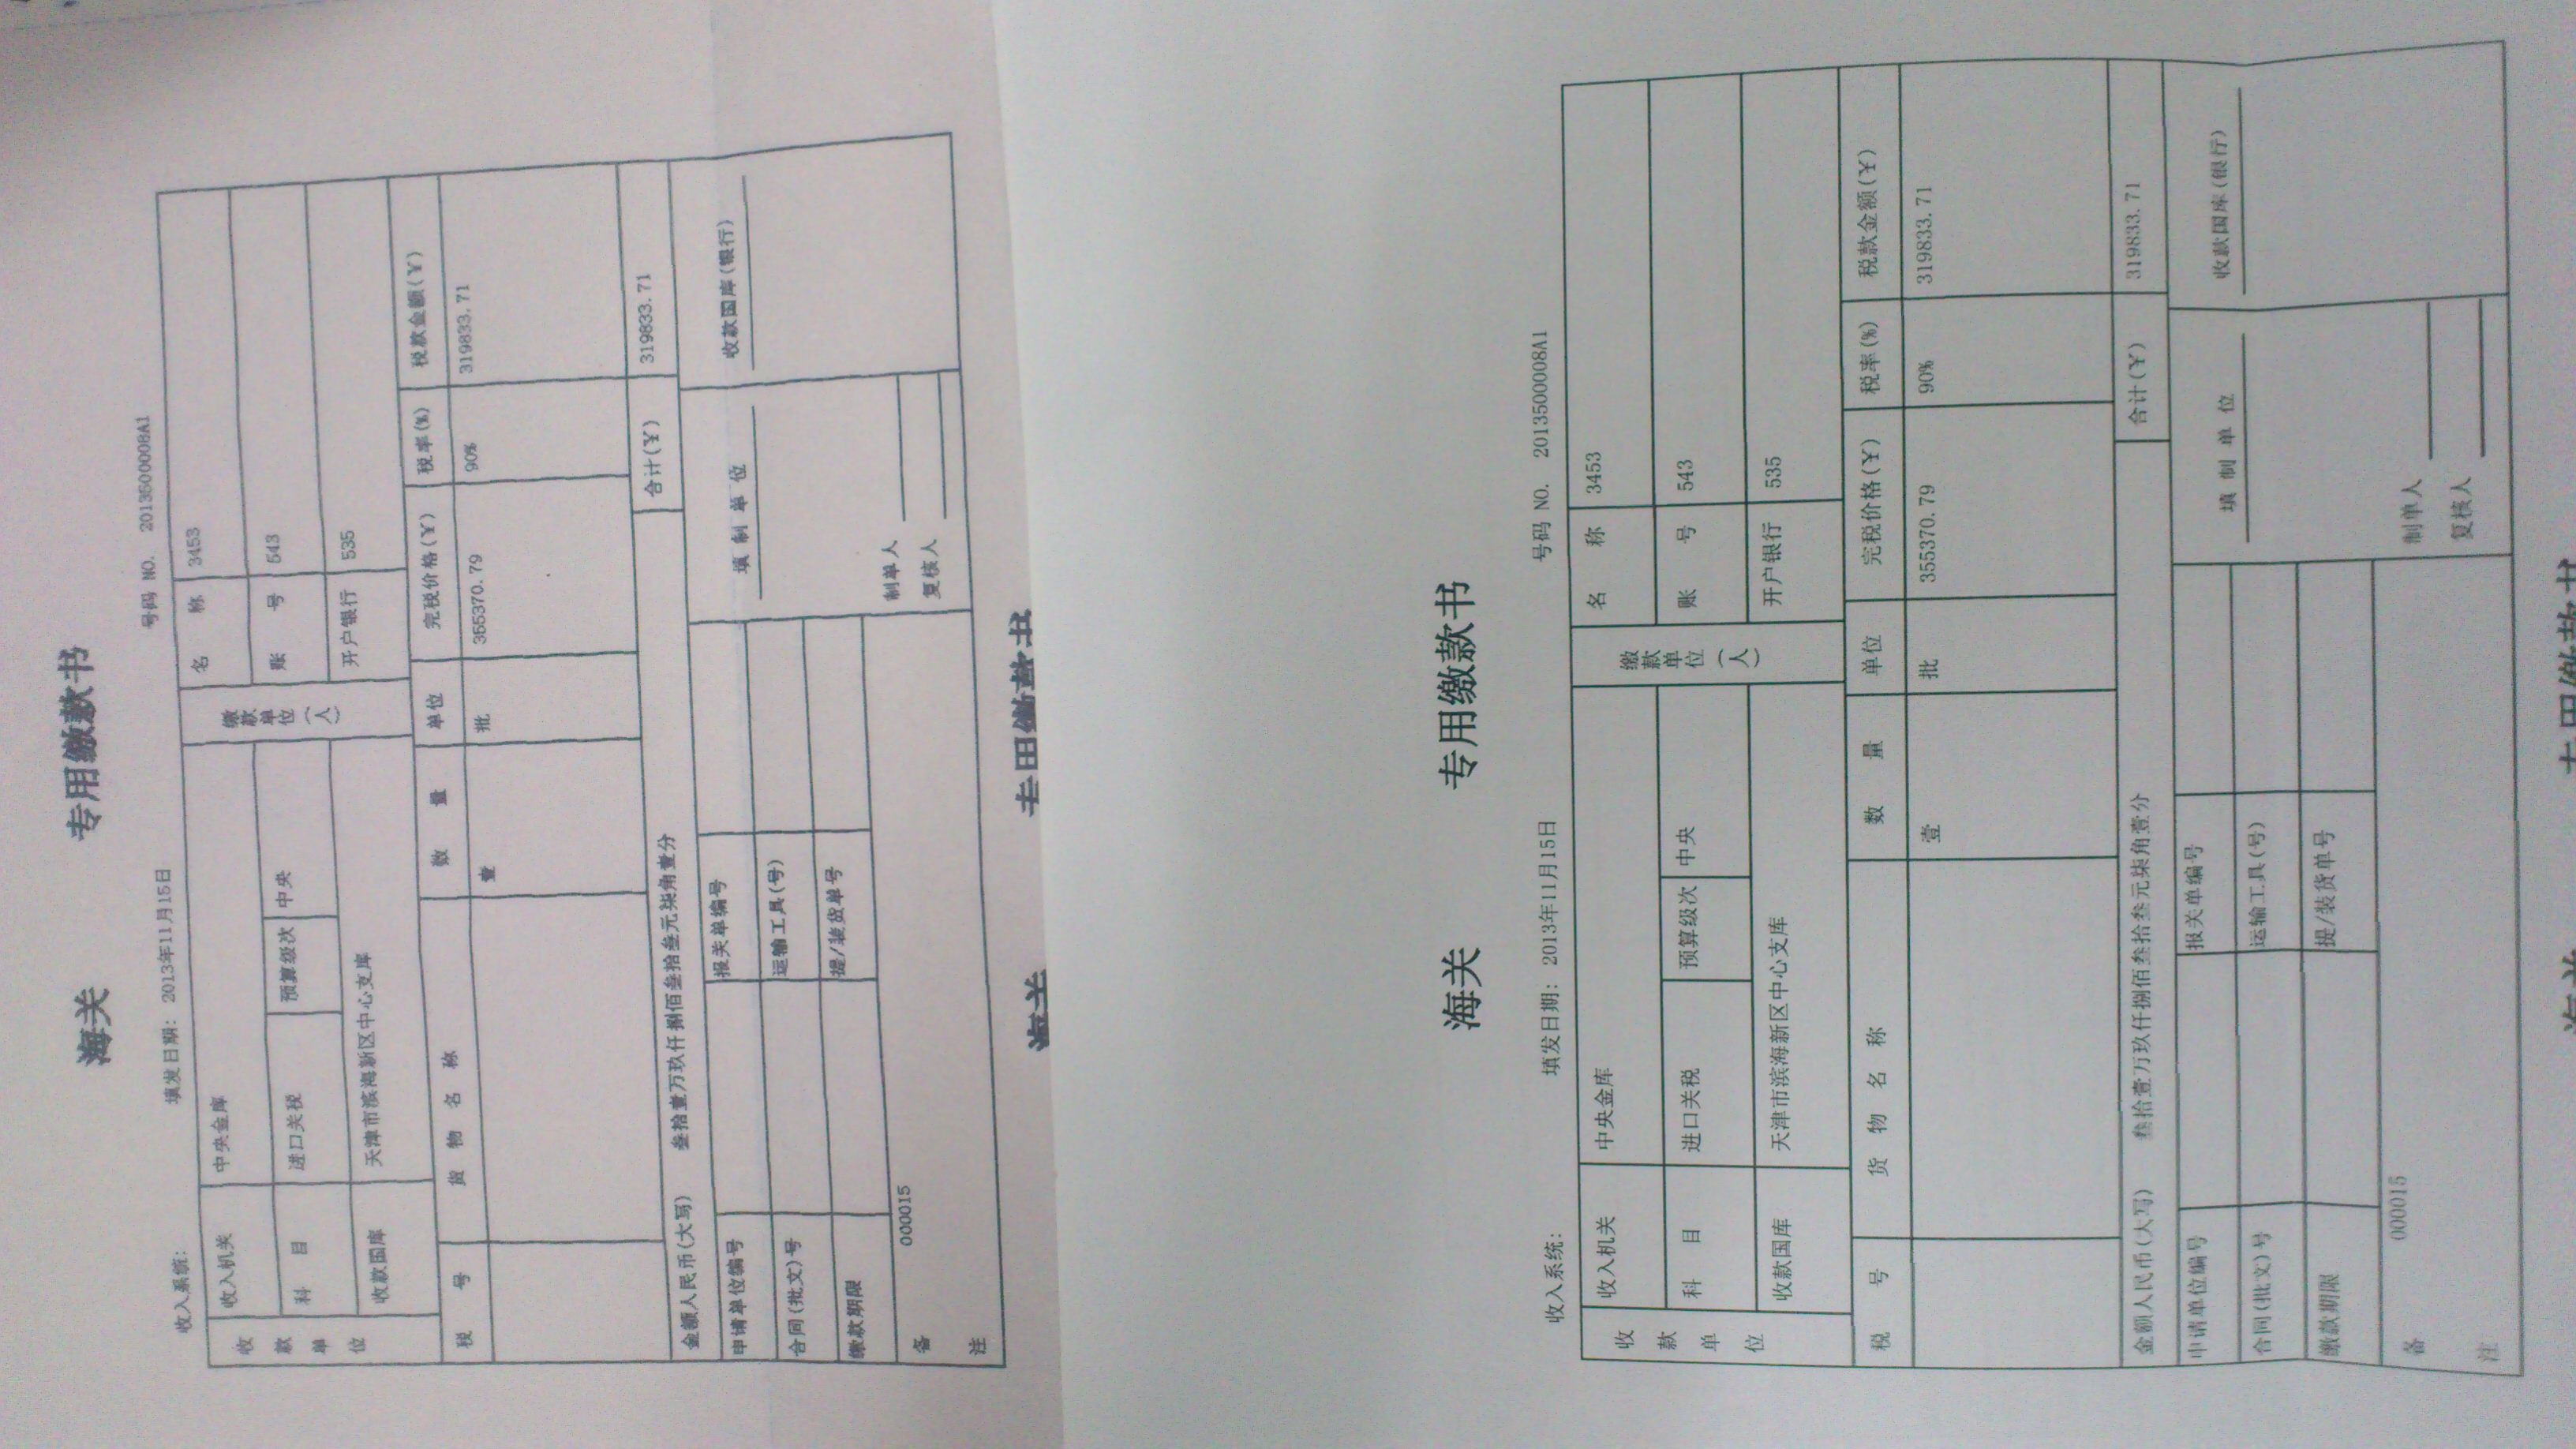 海关 专用缴款书
收入系统: 填发日期: 2013年11月15日 号码 NO. 2013500008A1
收款单位 收入机关 中央金库 缴款单位(人) 名 称 3453
科 目 进口关税 预算级次 中央 账 号 543
收款国库 天津市滨海新区中心支库 开户银行 535
税 号 货 物 名 称 数 量 单位 完税价格(¥) 税率(%) 税款金额(¥)
壹 批 355370.79 90% 319833.71
金额人民币(大写) 叁拾壹万玖仟捌佰叁拾叁元柒角壹分 合计(¥) 319833.71
申请单位编号 报关单编号 填 制 单 位 收款国库(银行)
合同(批文)号 运输工具(号)
缴款期限 提/装货单号 制单人
备注 000015 复核人
海关 专用缴款书
海关 专用缴款书
收入系统: 填发日期: 2013年11月15日 号码 NO. 2013500008A1
收款单位 收入机关 中央金库 缴款单位(人) 名 称 3453
科 目 进口关税 预算级次 中央 账 号 543
收款国库 天津市滨海新区中心支库 开户银行 535
税 号 货 物 名 称 数 量 单位 完税价格(¥) 税率(%) 税款金额(¥)
壹 批 355370.79 90% 319833.71
金额人民币(大写) 叁拾壹万玖仟捌佰叁拾叁元柒角壹分 合计(¥) 319833.71
申请单位编号 报关单编号 填 制 单 位 收款国库(银行)
合同(批文)号 运输工具(号)
缴款期限 提/装货单号 制单人
备注 000015 复核人